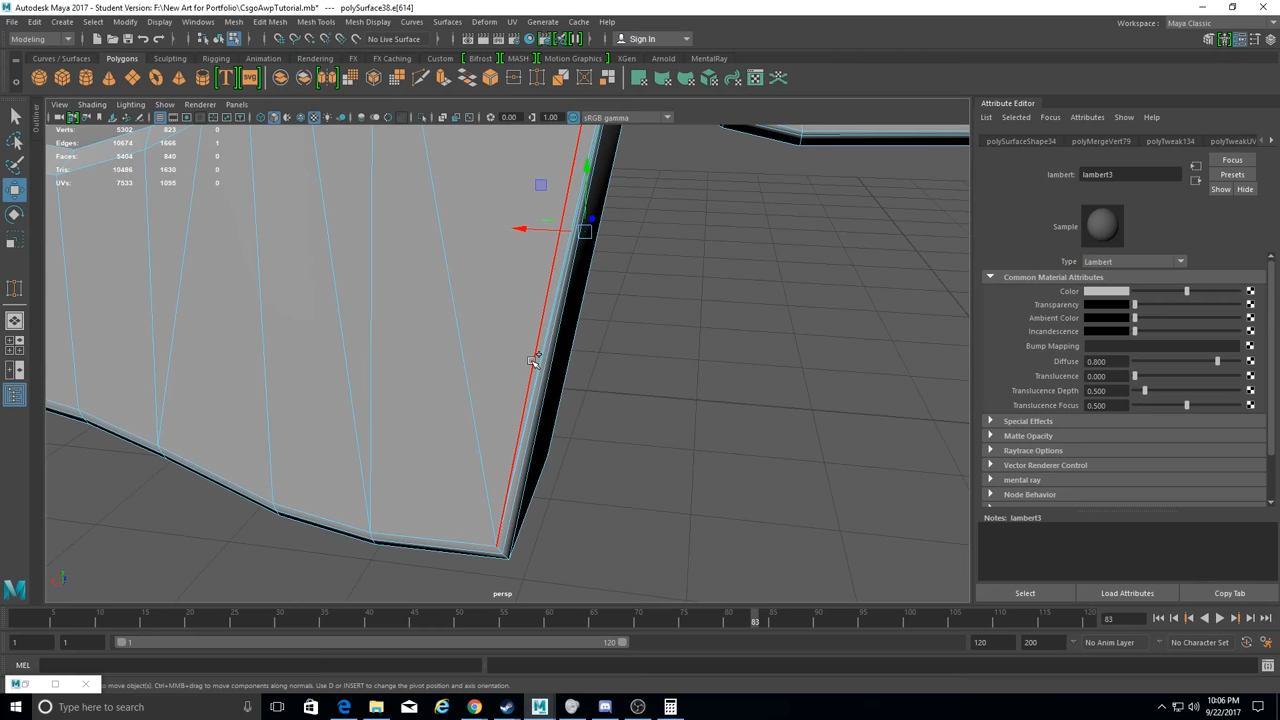 Autodesk Maya 2017 - Student Version: F:\New Art for Portfolio\CsgoAwpTutorial.mb* --- polySurface38.e[614]
File Edit Create Select Modify Display Windows Mesh Edit Mesh Mesh Tools Mesh Display Curves Surfaces Deform UV Generate Cache Help
Workspace : Maya Classic
Modeling No Live Surface Sign In
Curves / Surfaces Polygons Sculpting Rigging Animation Rendering FX FX Caching Custom Bifrost MASH Motion Graphics XGen Arnold MentalRay
View Shading Lighting Show Renderer Panels
0.00 1.00 sRGB gamma
Outliner
Verts: 5302 823 0
Edges: 10674 1666 1
Faces: 5404 840 0
Tris: 10486 1630 0
UVs: 7533 1095 0
persp
Attribute Editor
List Selected Focus Attributes Show Help
polySurfaceShape34 polyMergeVert79 polyTweak134 polyTweakUV
lambert: lambert3
Focus
Presets
Show Hide
Sample
Type Lambert
Common Material Attributes
Color
Transparency
Ambient Color
Incandescence
Bump Mapping
Diffuse 0.800
Translucence 0.000
Translucence Depth 0.500
Translucence Focus 0.500
Special Effects
Matte Opacity
Raytrace Options
Vector Renderer Control
mental ray
Node Behavior
Notes: lambert3
Select Load Attributes Copy Tab
5 10 15 20 25 30 35 40 45 50 55 60 65 70 75 80 83 85 90 95 100 105 110 115 120 83
1 1 1 120 120 200 No Anim Layer No Character Set
MEL
to move object(s). Ctrl+MMB+drag to move components along normals. Use D or INSERT to change the pivot position and axis orientation.
Type here to search
10:06 PM
9/22/2017